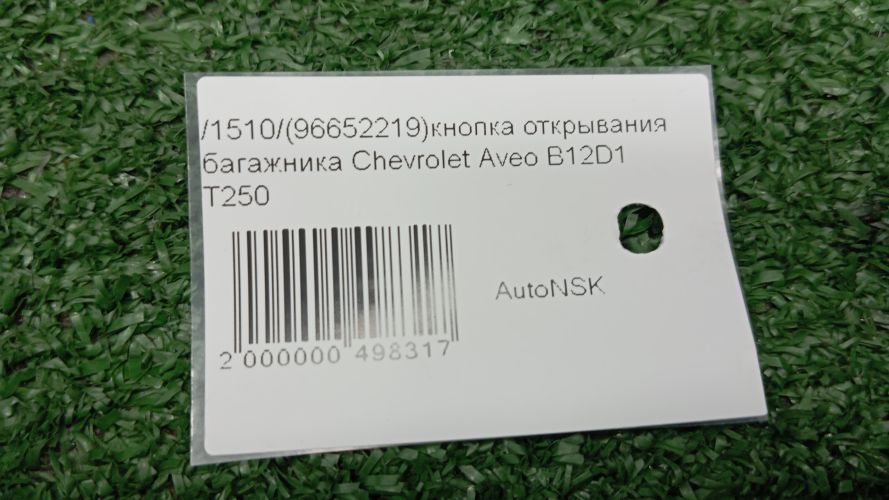 /1510/(96652219)кнопка открывания
багажника Chevrolet Aveo B12D1
T250
AutoNSK
2 000000 498317